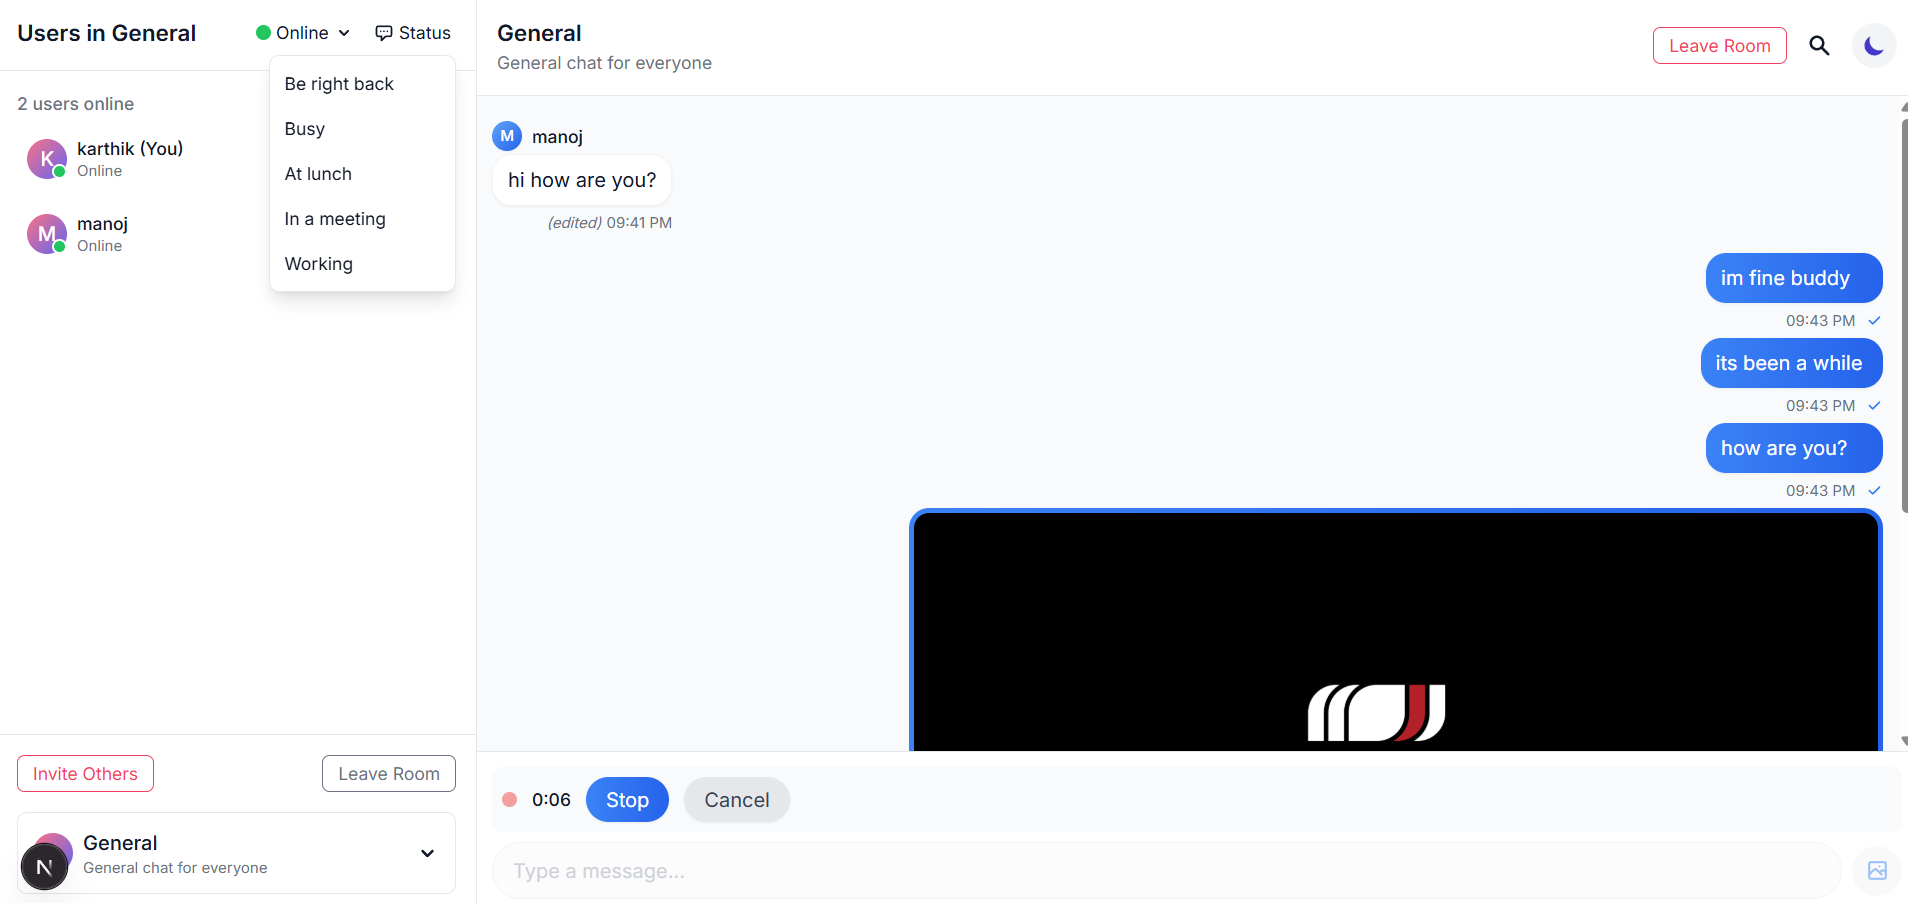 Users in General
Online
Status
Be right back
Busy
At lunch
In a meeting
Working
2 users online
K
karthik (You)
Online
M
manoj
Online
Invite Others
Leave Room
General
General chat for everyone
N
General
General chat for everyone
Leave Room
M
manoj
hi how are you?
(edited) 09:41 PM
im fine buddy
09:43 PM
its been a while
09:43 PM
how are you?
09:43 PM
0:06
Stop
Cancel
Type a message...